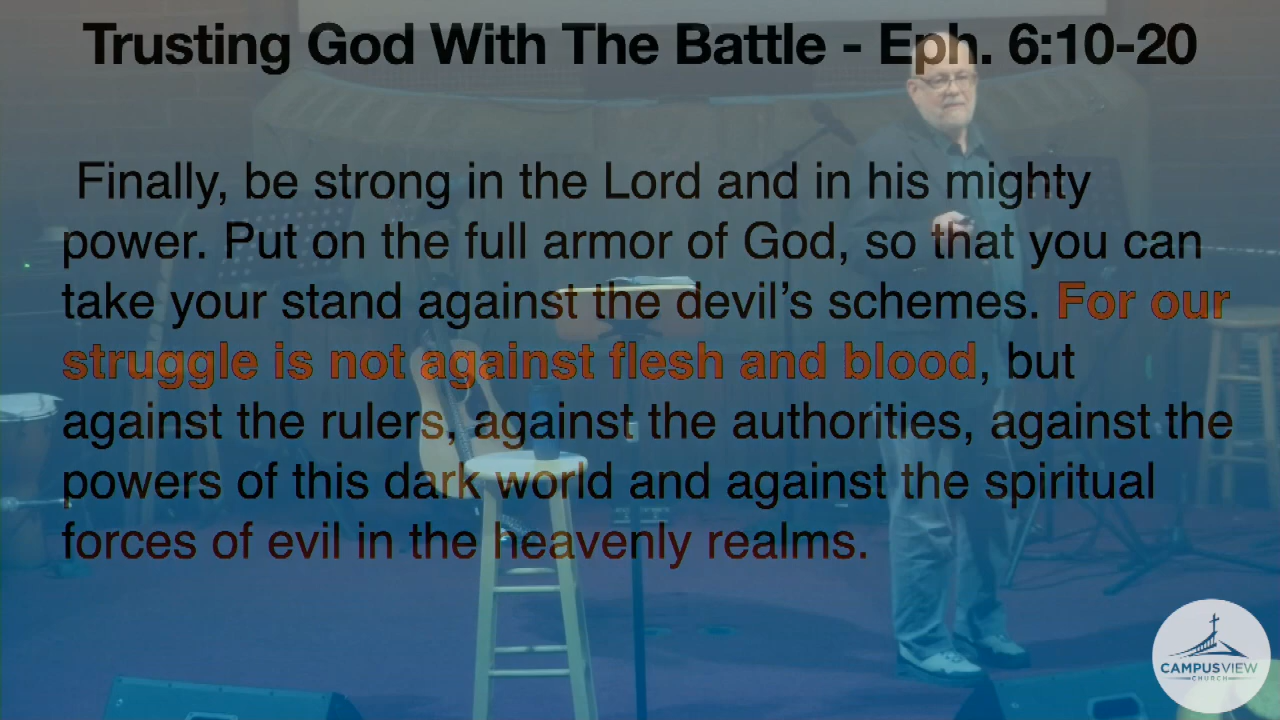 Trusting God With The Battle - Eph. 6:10-20
Finally, be strong in the Lord and in his mighty
power. Put on the full armor of God, so that you can
take your stand against the devil’s schemes. For our
struggle is not against flesh and blood, but
against the rulers, against the authorities, against the
powers of this dark world and against the spiritual
forces of evil in the heavenly realms.
CAMPUSVIEW
CHURCH